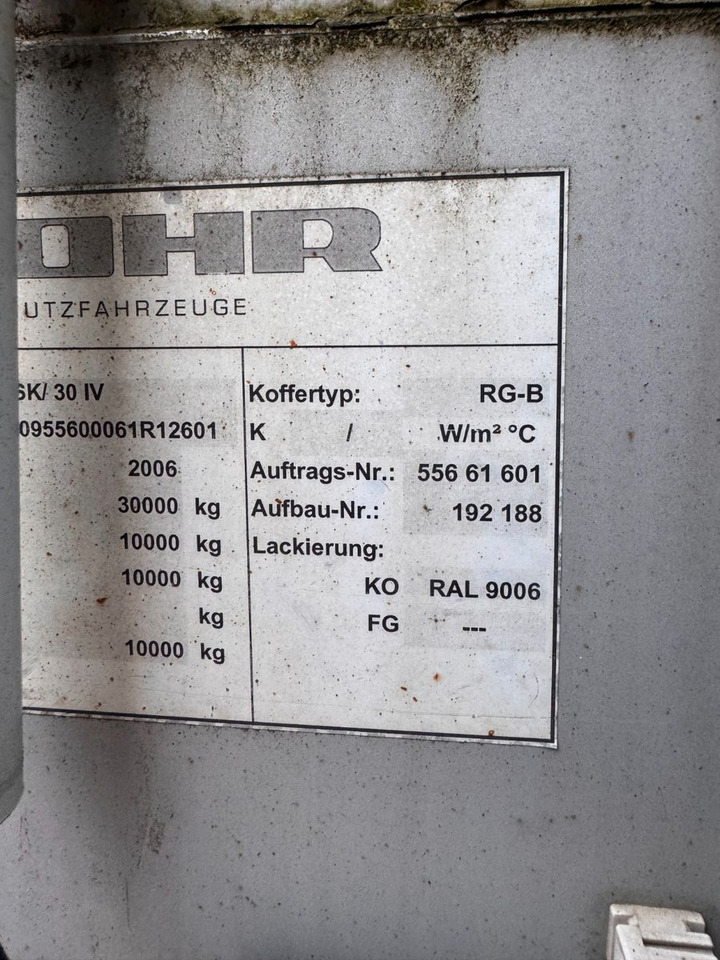 OHR
UTZFAHRZEUGE
SK/ 30 IV
0955600061R12601
2006
30000 kg
10000 kg
10000 kg
kg
10000 kg
Koffertyp: RG-B
K / W/m² °C
Auftrags-Nr.: 556 61 601
Aufbau-Nr.: 192 188
Lackierung:
KO RAL 9006
FG ---